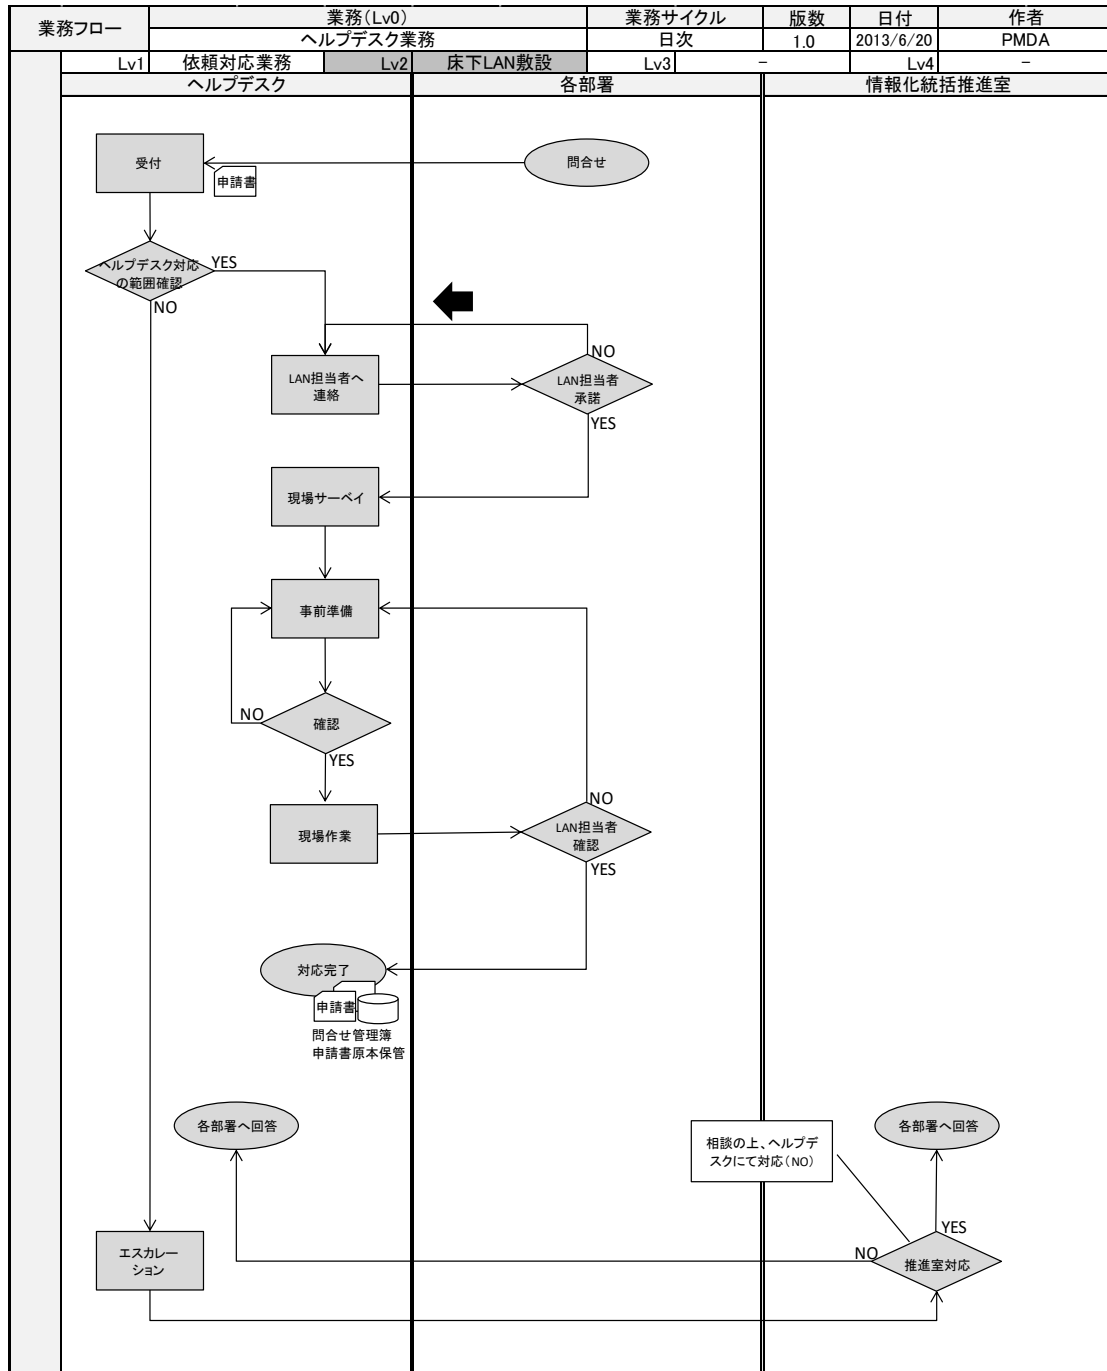 業務フロー
業務(Lv0)
業務サイクル
版数
日付
作者
ヘルプデスク業務
日次
1.0
2013/6/20
PMDA
Lv1
依頼対応業務
Lv2
床下LAN敷設
Lv3
－
Lv4
－
ヘルプデスク
各部署
情報化統括推進室
受付
申請書
問合せ
ヘルプデスク対応
の範囲確認
YES
NO
LAN担当者へ
連絡
NO
LAN担当者
承諾
YES
現場サーベイ
事前準備
NO
確認
YES
現場作業
NO
LAN担当者
確認
YES
対応完了
申請書
問合せ管理簿
申請書原本保管
各部署へ回答
相談の上、ヘルプデ
スクにて対応(NO)
各部署へ回答
エスカレー
ション
YES
NO
推進室対応